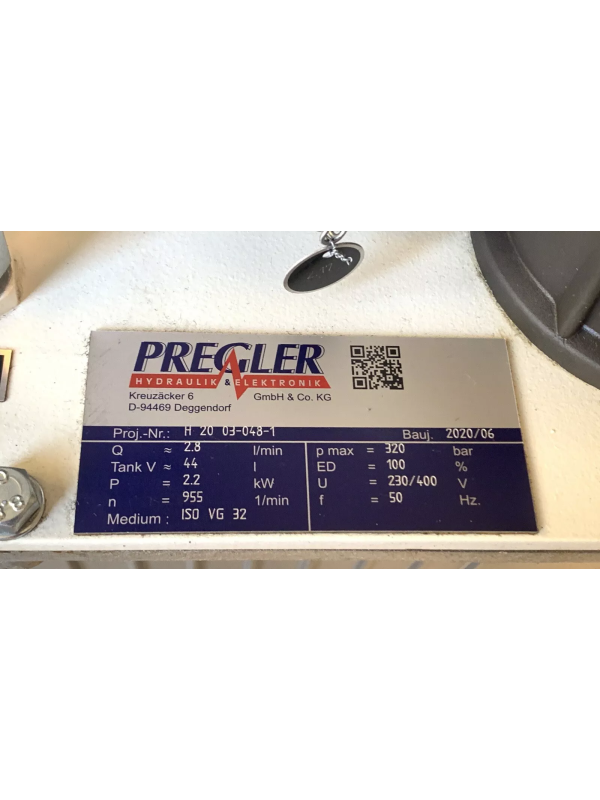 PREGLER
HYDRAULIK & ELEKTRONIK
Kreuzäcker 6 GmbH & Co. KG
D-94469 Deggendorf
Proj.-Nr.: H 20 03-048-1 Bauj. 2020/06
Q ≈ 2.8 l/min p max = 320 bar
Tank V ≈ 44 l ED = 100 %
P = 2.2 kW U = 230/400 V
n = 955 1/min f = 50 Hz.
Medium : ISO VG 32